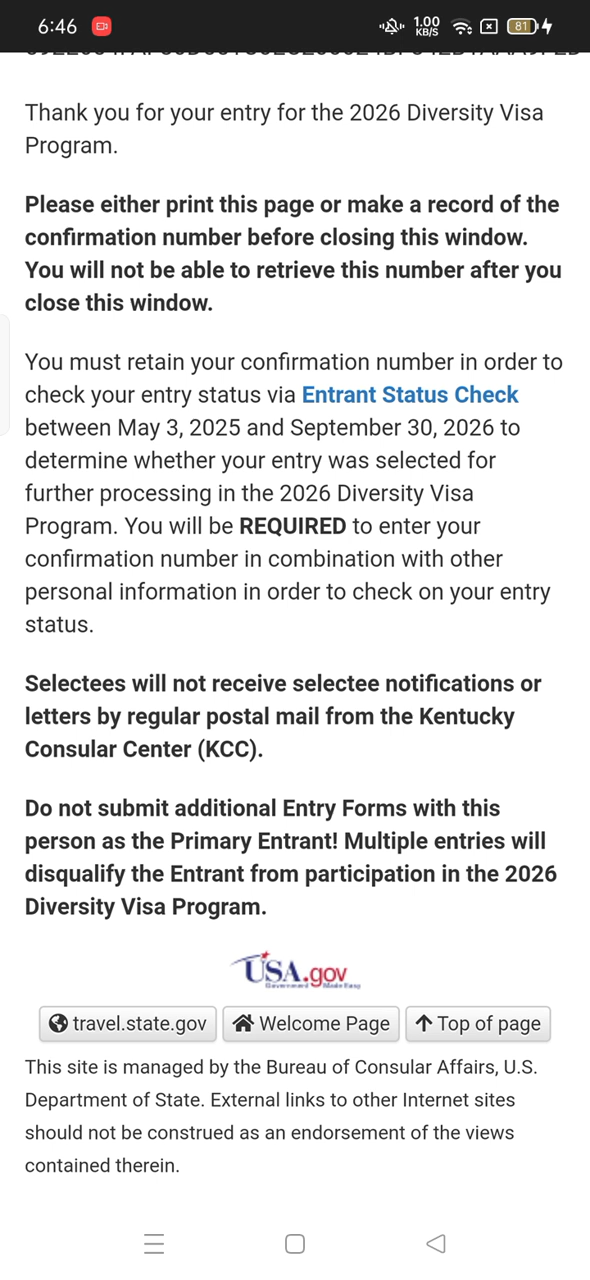 6:46
1.00
KB/S
81
Thank you for your entry for the 2026 Diversity Visa
Program.
Please either print this page or make a record of the
confirmation number before closing this window.
You will not be able to retrieve this number after you
close this window.
You must retain your confirmation number in order to
check your entry status via Entrant Status Check
between May 3, 2025 and September 30, 2026 to
determine whether your entry was selected for
further processing in the 2026 Diversity Visa
Program. You will be REQUIRED to enter your
confirmation number in combination with other
personal information in order to check on your entry
status.
Selectees will not receive selectee notifications or
letters by regular postal mail from the Kentucky
Consular Center (KCC).
Do not submit additional Entry Forms with this
person as the Primary Entrant! Multiple entries will
disqualify the Entrant from participation in the 2026
Diversity Visa Program.
USA.gov
Government Made Easy
travel.state.gov Welcome Page Top of page
This site is managed by the Bureau of Consular Affairs, U.S.
Department of State. External links to other Internet sites
should not be construed as an endorsement of the views
contained therein.